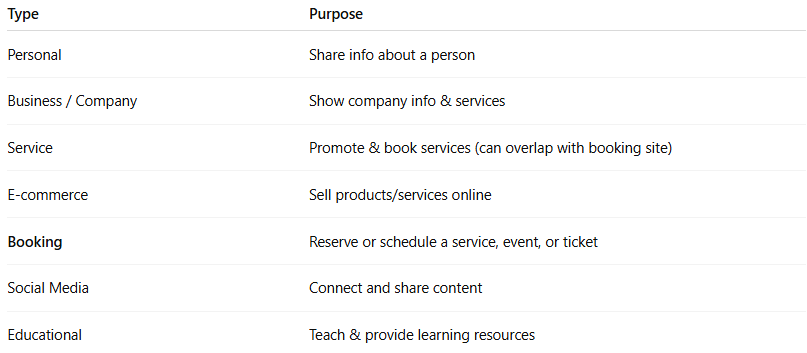 Type Purpose
Personal Share info about a person
Business / Company Show company info & services
Service Promote & book services (can overlap with booking site)
E-commerce Sell products/services online
Booking Reserve or schedule a service, event, or ticket
Social Media Connect and share content
Educational Teach & provide learning resources